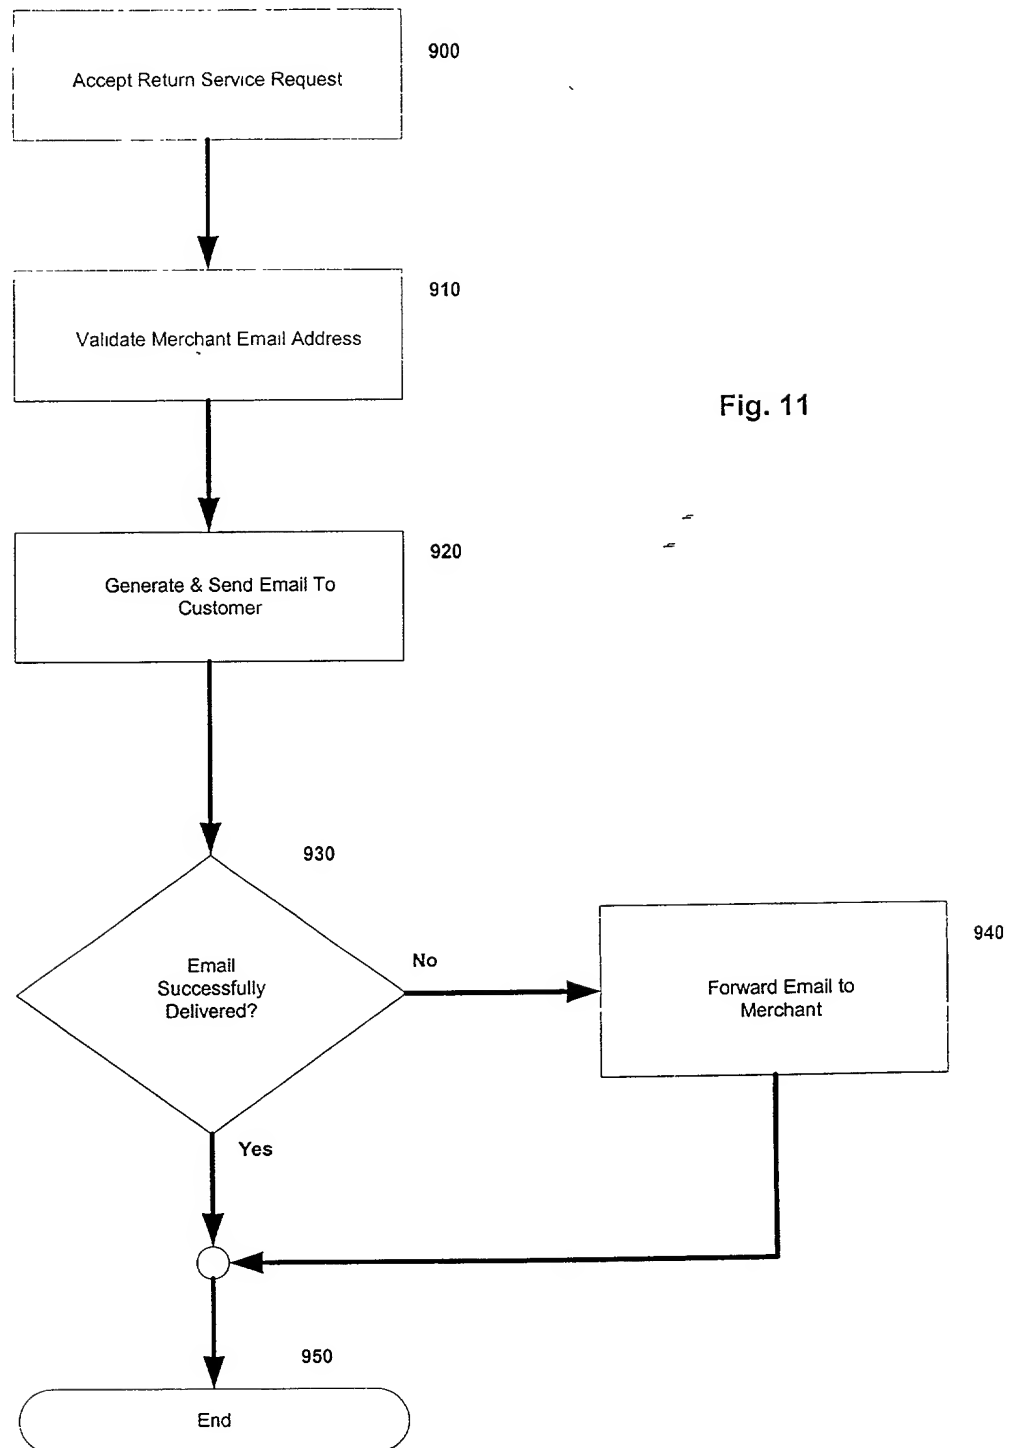 900
Accept Return Service Request
910
Validate Merchant Email Address
Fig. 11
920
Generate & Send Email To
Customer
930
Email
Successfully
Delivered?
No
940
Forward Email to
Merchant
Yes
950
End